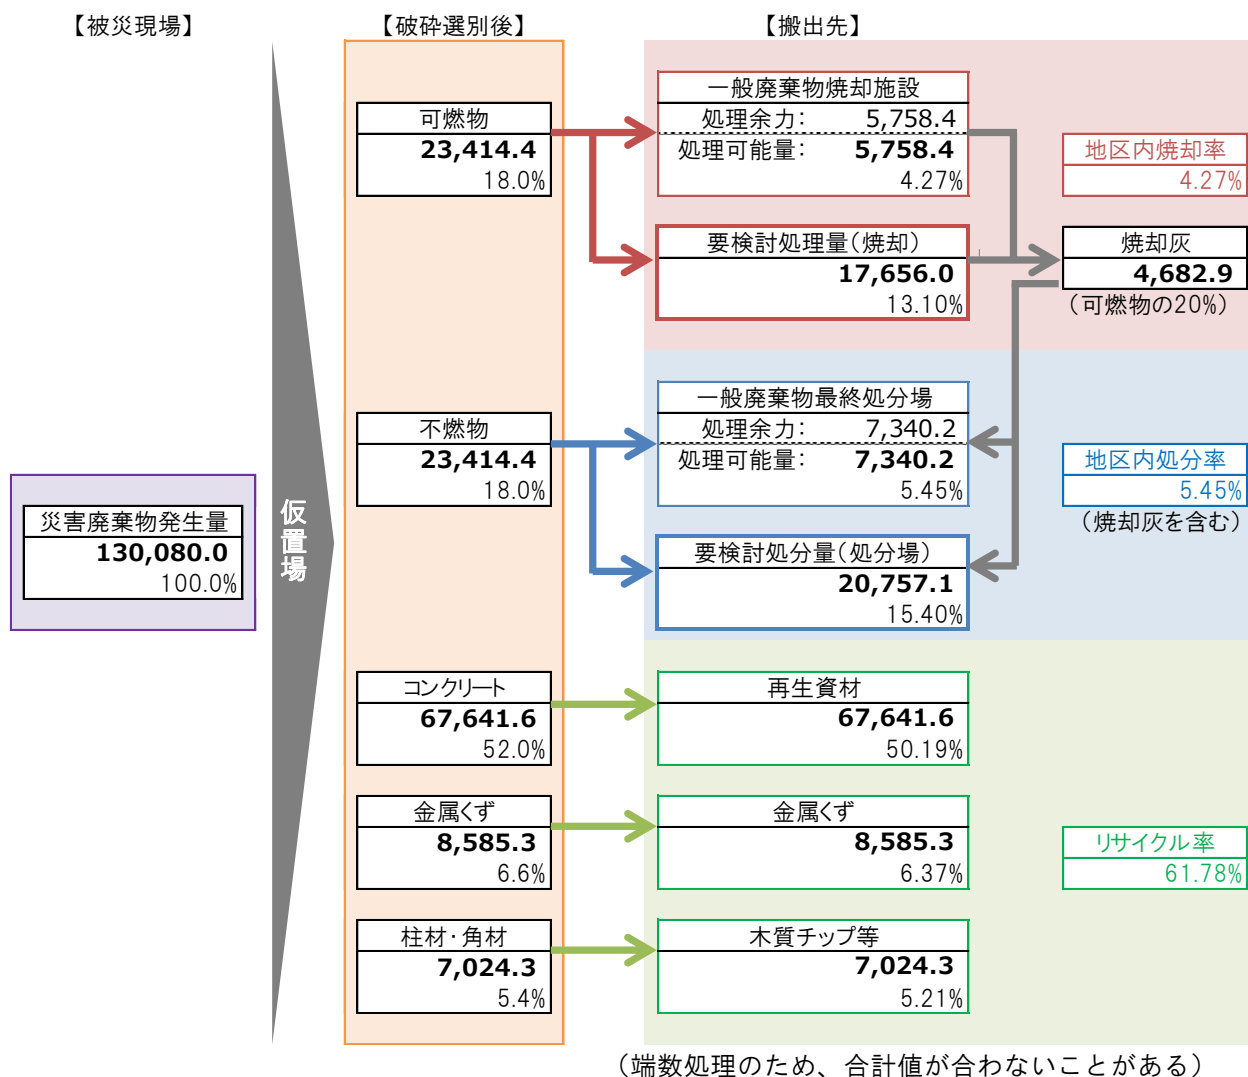 【被災現場】
【破砕選別後】
【搬出先】
災害廃棄物発生量
130,080.0
100.0%
仮置場
可燃物
23,414.4
18.0%
不燃物
23,414.4
18.0%
コンクリート
67,641.6
52.0%
金属くず
8,585.3
6.6%
柱材・角材
7,024.3
5.4%
一般廃棄物焼却施設
処理余力： 5,758.4
処理可能量： 5,758.4
4.27%
要検討処理量（焼却）
17,656.0
13.10%
一般廃棄物最終処分場
処理余力： 7,340.2
処理可能量： 7,340.2
5.45%
要検討処分量（処分場）
20,757.1
15.40%
再生資材
67,641.6
50.19%
金属くず
8,585.3
6.37%
木質チップ等
7,024.3
5.21%
地区内焼却率
4.27%
焼却灰
4,682.9
（可燃物の20%）
地区内処分率
5.45%
（焼却灰を含む）
リサイクル率
61.78%
（端数処理のため、合計値が合わないことがある）